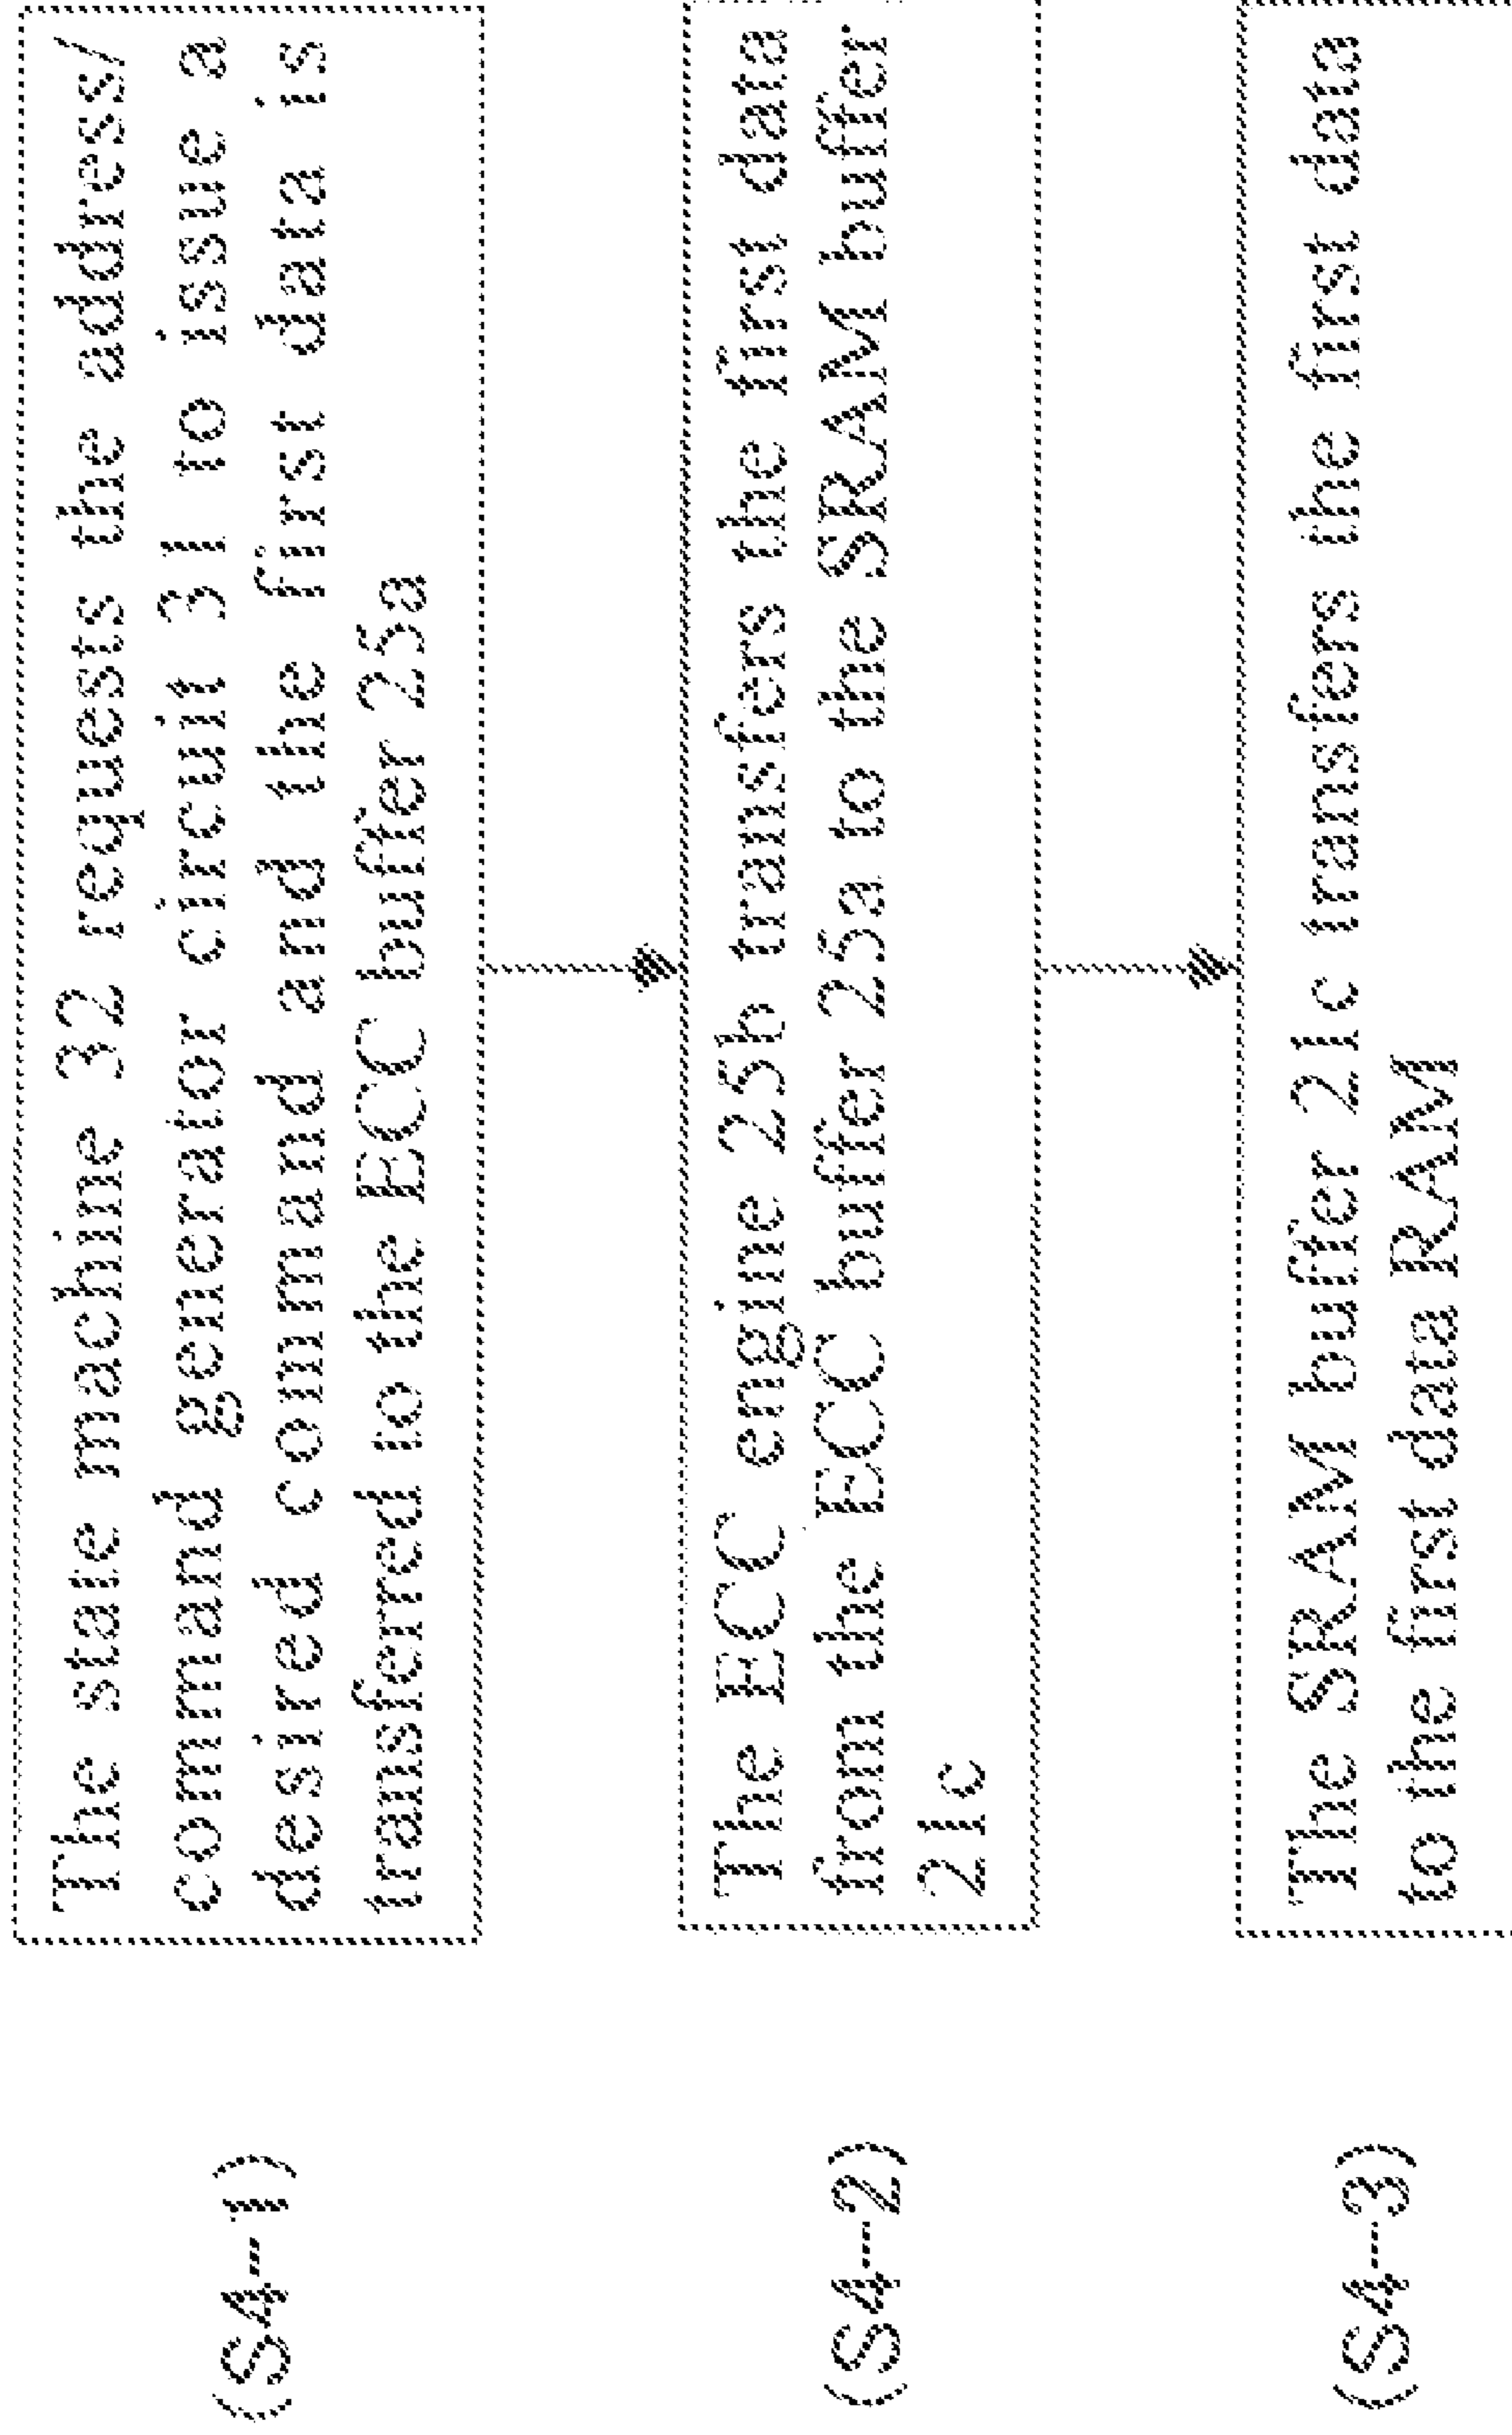 (S4-1)
The state machine 32 requests the address/
command generator circuit 31 to issue a
desired command and the first data is
transferred to the ECC buffer 25a
(S4-2)
The ECC engine 25b transfers the first data
from the ECC buffer 25a to the SRAM buffer
21c
(S4-3)
The SRAM buffer 21c transfers the first data
to the first data RAM